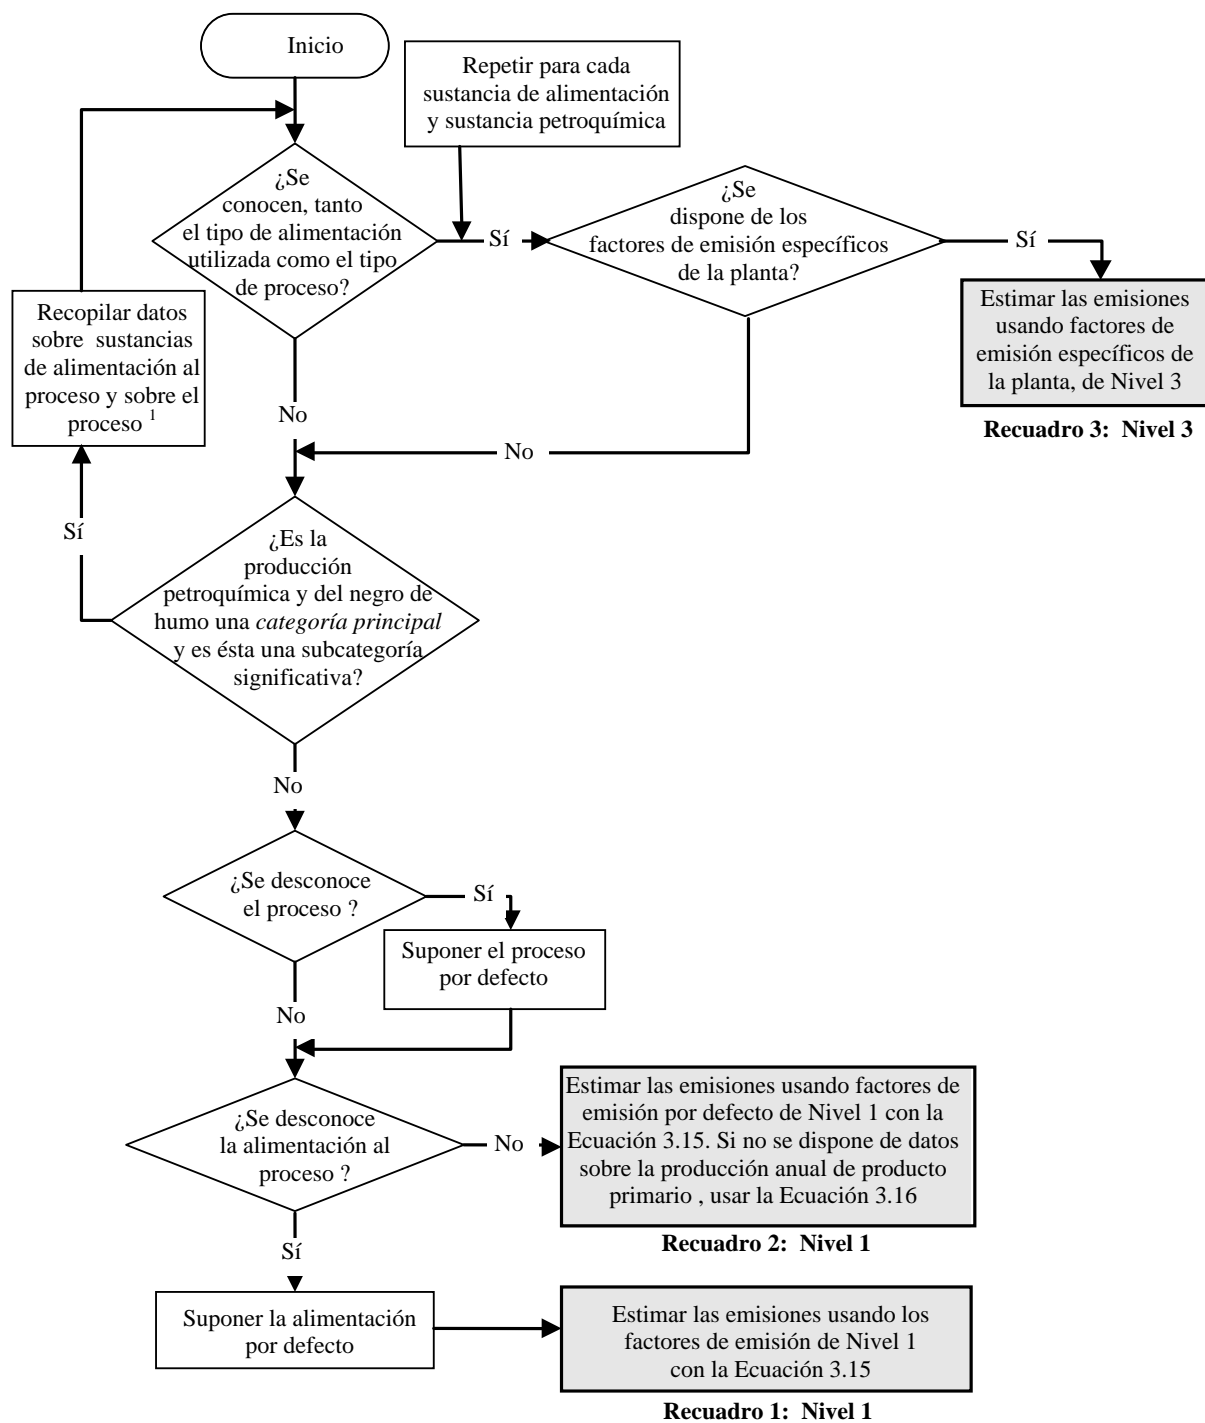 Inicio
Repetir para cada
sustancia de alimentación
y sustancia petroquímica
¿Se
conocen, tanto
el tipo de alimentación
utilizada como el tipo
de proceso?
Sí
¿Se
dispone de los
factores de emisión específicos
de la planta?
Sí
Estimar las emisiones
usando factores de
emisión específicos de
la planta, de Nivel 3
Recuadro 3: Nivel 3
Recopilar datos
sobre sustancias
de alimentación al
proceso y sobre el
proceso 1
No
No
Sí
¿Es la
producción
petroquímica y del negro de
humo una categoría principal
y es ésta una subcategoría
significativa?
No
¿Se desconoce
el proceso ?
Sí
Suponer el proceso
por defecto
No
¿Se desconoce
la alimentación al
proceso ?
No
Estimar las emisiones usando factores de
emisión por defecto de Nivel 1 con la
Ecuación 3.15. Si no se dispone de datos
sobre la producción anual de producto
primario , usar la Ecuación 3.16
Recuadro 2: Nivel 1
Sí
Suponer la alimentación
por defecto
Estimar las emisiones usando los
factores de emisión de Nivel 1
con la Ecuación 3.15
Recuadro 1: Nivel 1